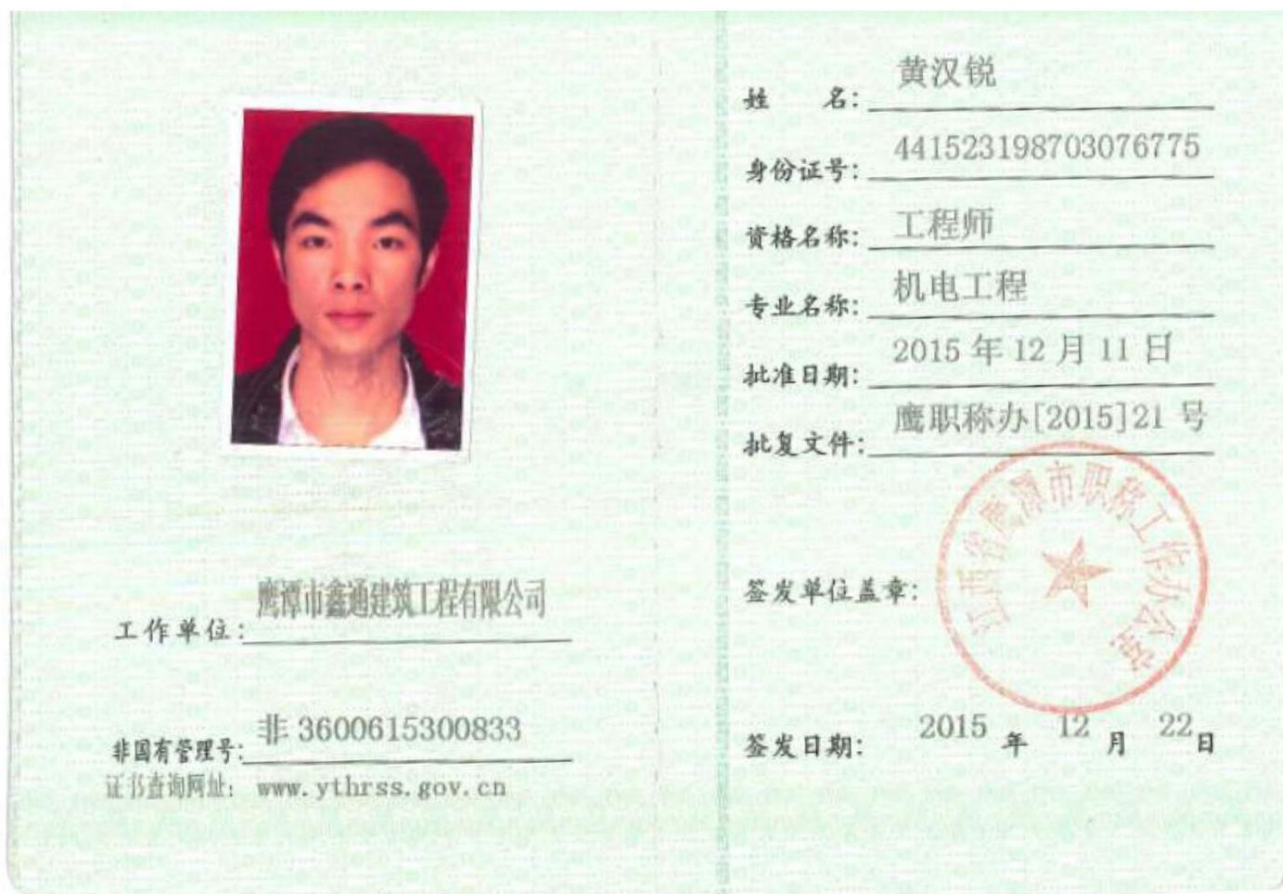 工作单位：鹰潭市鑫通建筑工程有限公司
非国有管理号：非 3600615300833
证书查询网址：www.ythrss.gov.cn
姓 名：黄汉锐
身份证号：441523198703076775
资格名称：工程师
专业名称：机电工程
批准日期：2015 年 12 月 11 日
批复文件：鹰职称办[2015]21 号
签发单位盖章：
江西省鹰潭市职称工作办公室
签发日期：2015 年 12 月 22 日